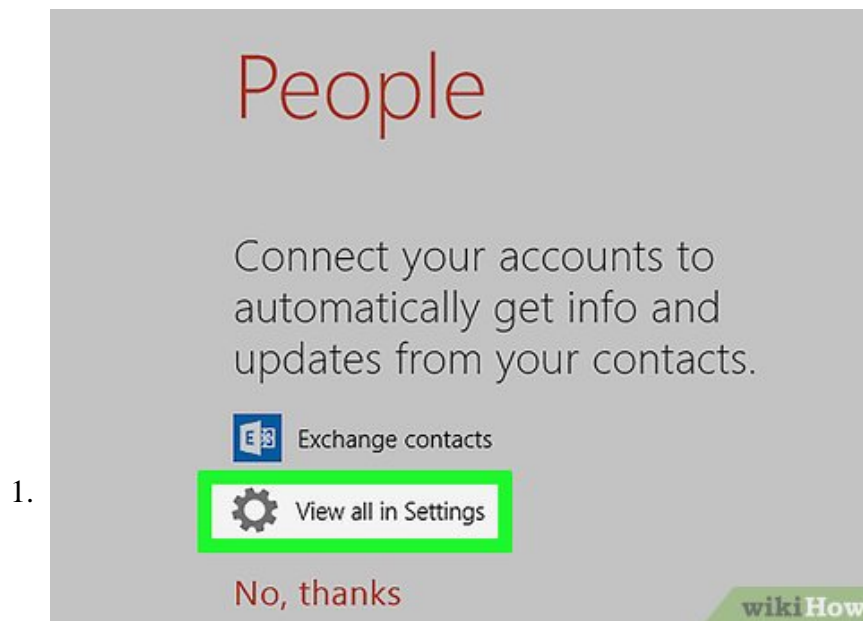 People
Connect your accounts to
automatically get info and
updates from your contacts.
Exchange contacts
1.
View all in Settings
No, thanks
wikiHow